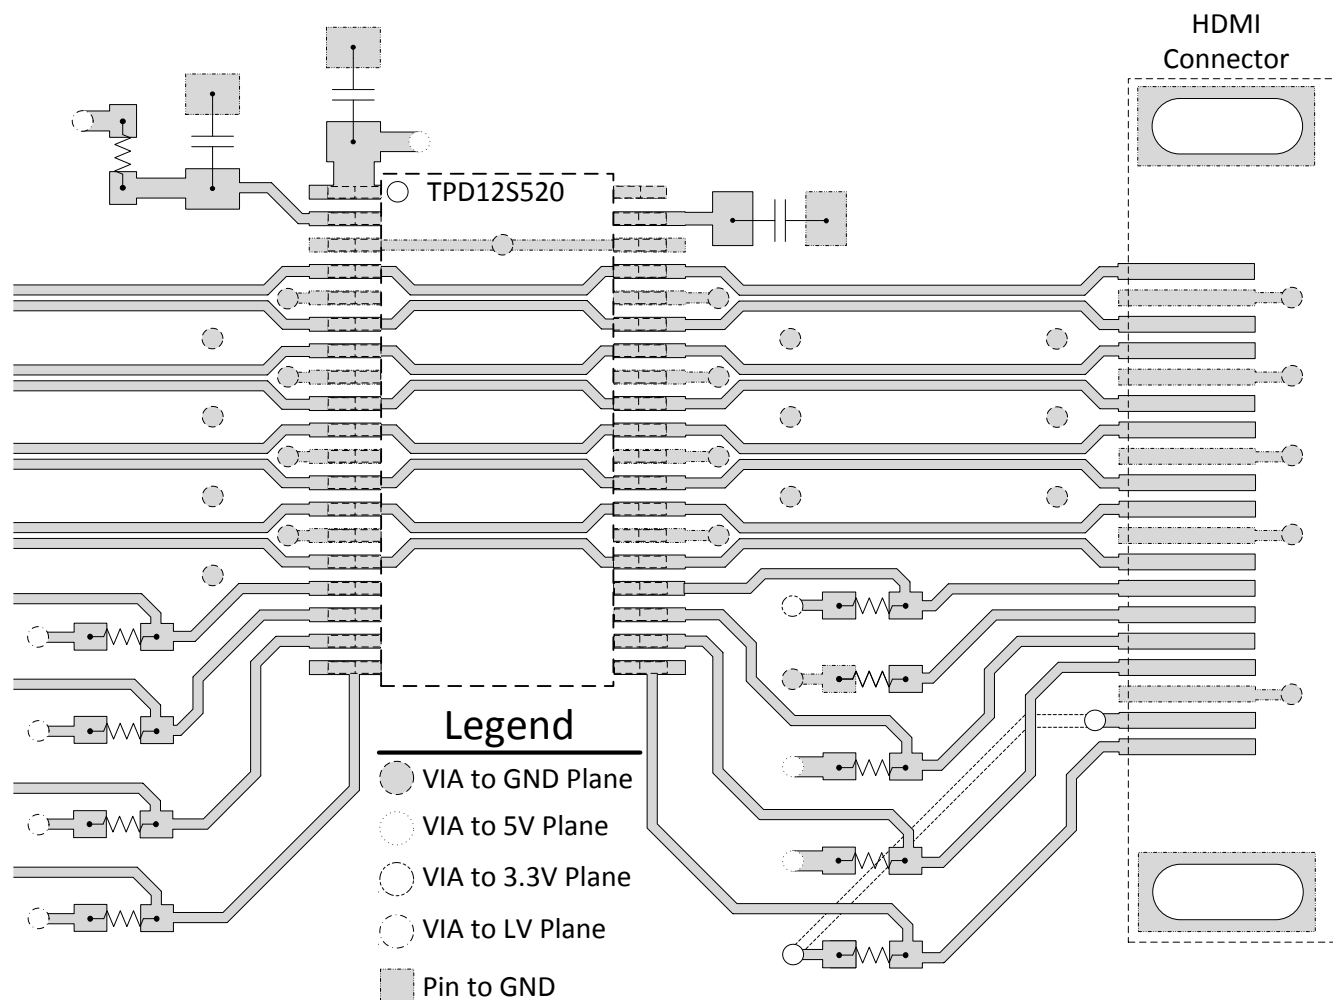 HDMI
Connector
TPD12S520
Legend
VIA to GND Plane
VIA to 5V Plane
VIA to 3.3V Plane
VIA to LV Plane
Pin to GND